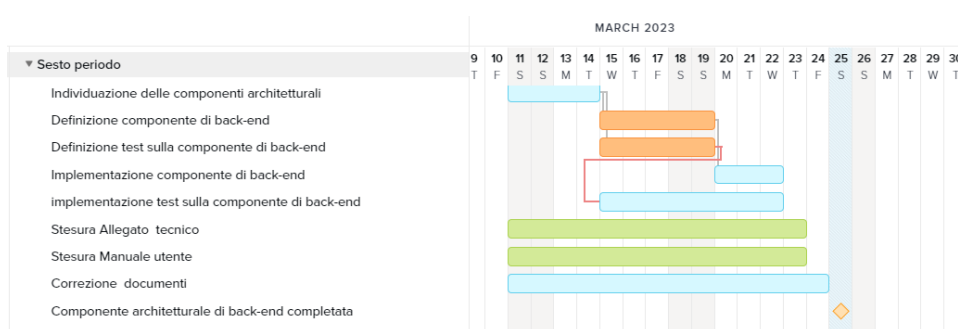 MARCH 2023
▼ Sesto periodo
9 10 11 12 13 14 15 16 17 18 19 20 21 22 23 24 25 26 27 28 29 30
T F S S M T W T F S S M T W T F S S M T W T
Individuazione delle componenti architetturali
Definizione componente di back-end
Definizione test sulla componente di back-end
Implementazione componente di back-end
implementazione test sulla componente di back-end
Stesura Allegato tecnico
Stesura Manuale utente
Correzione documenti
Componente architetturale di back-end completata